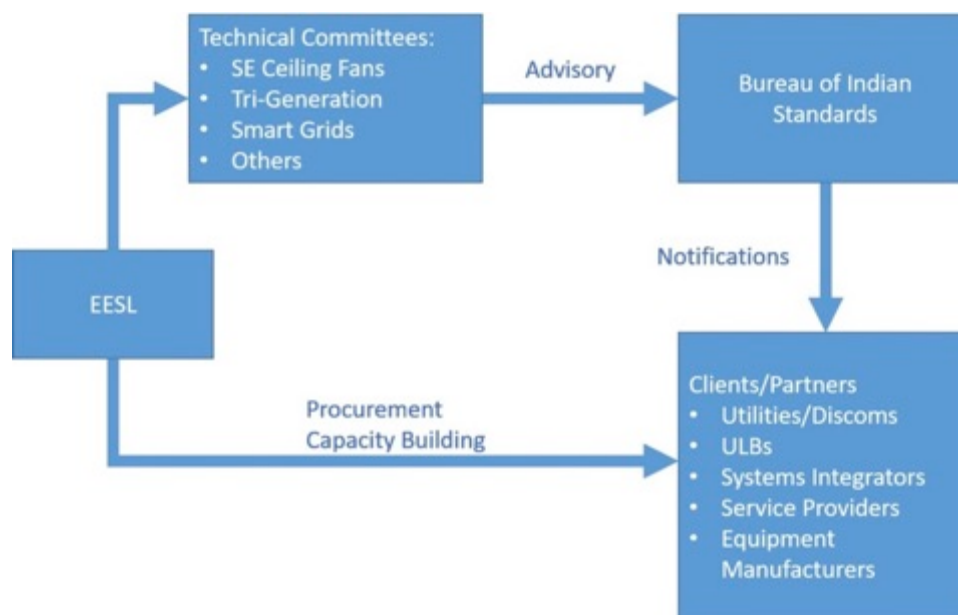 Technical Committees:
• SE Ceiling Fans
• Tri-Generation
• Smart Grids
• Others
Advisory
Bureau of Indian
Standards
Notifications
EESL
Procurement
Capacity Building
Clients/Partners
• Utilities/Discoms
• ULBs
• Systems Integrators
• Service Providers
• Equipment
Manufacturers